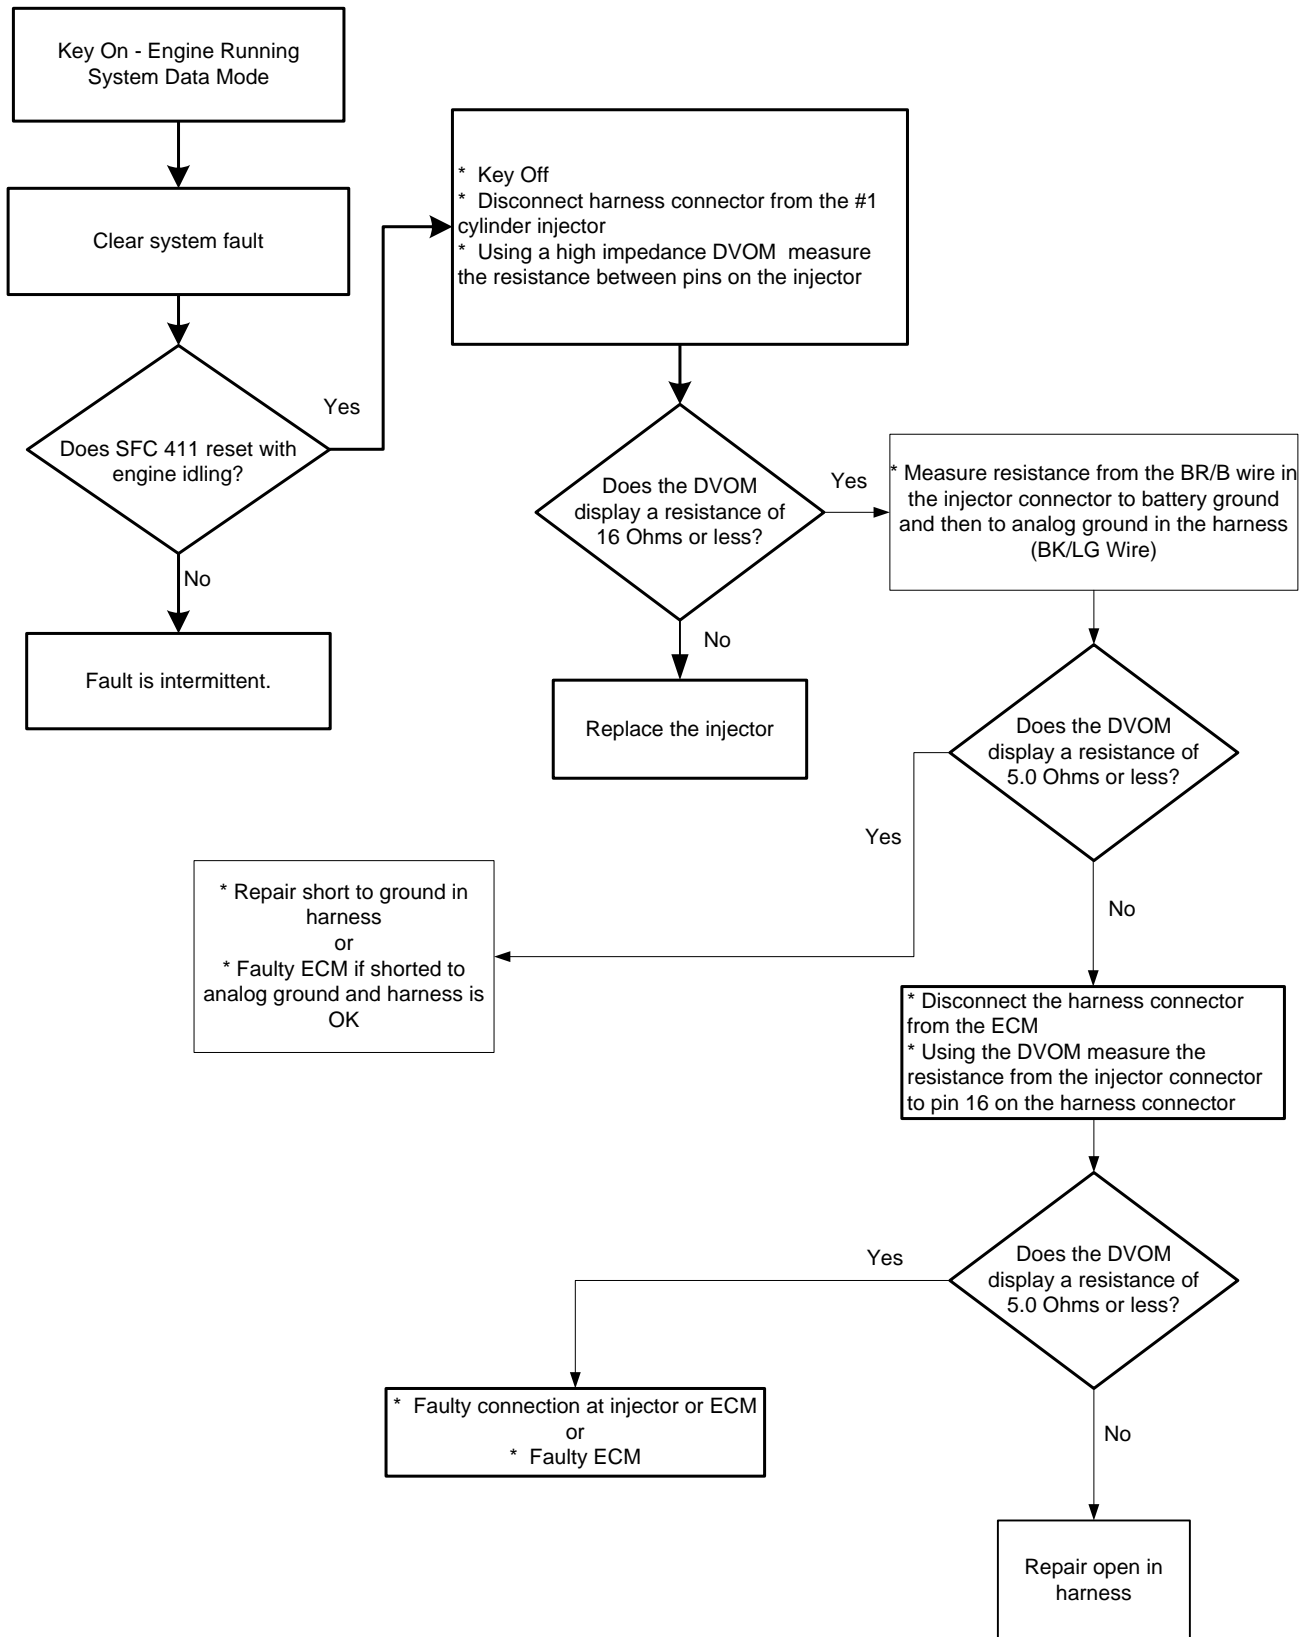 Key On - Engine Running
System Data Mode
Clear system fault
Does SFC 411 reset with
engine idling?
Yes
No
Fault is intermittent.
* Key Off
* Disconnect harness connector from the #1
cylinder injector
* Using a high impedance DVOM measure
the resistance between pins on the injector
Does the DVOM
display a resistance of
16 Ohms or less?
Yes
No
Replace the injector
* Measure resistance from the BR/B wire in
the injector connector to battery ground
and then to analog ground in the harness
(BK/LG Wire)
Does the DVOM
display a resistance of
5.0 Ohms or less?
Yes
No
* Repair short to ground in
harness
or
* Faulty ECM if shorted to
analog ground and harness is
OK
* Disconnect the harness connector
from the ECM
* Using the DVOM measure the
resistance from the injector connector
to pin 16 on the harness connector
Does the DVOM
display a resistance of
5.0 Ohms or less?
Yes
No
* Faulty connection at injector or ECM
or
* Faulty ECM
Repair open in
harness